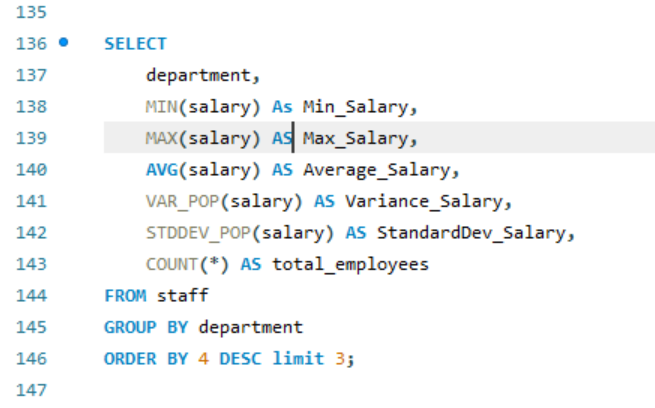 135
136 SELECT
137 department,
138 MIN(salary) As Min_Salary,
139 MAX(salary) AS Max_Salary,
140 AVG(salary) AS Average_Salary,
141 VAR_POP(salary) AS Variance_Salary,
142 STDDEV_POP(salary) AS StandardDev_Salary,
143 COUNT(*) AS total_employees
144 FROM staff
145 GROUP BY department
146 ORDER BY 4 DESC limit 3;
147